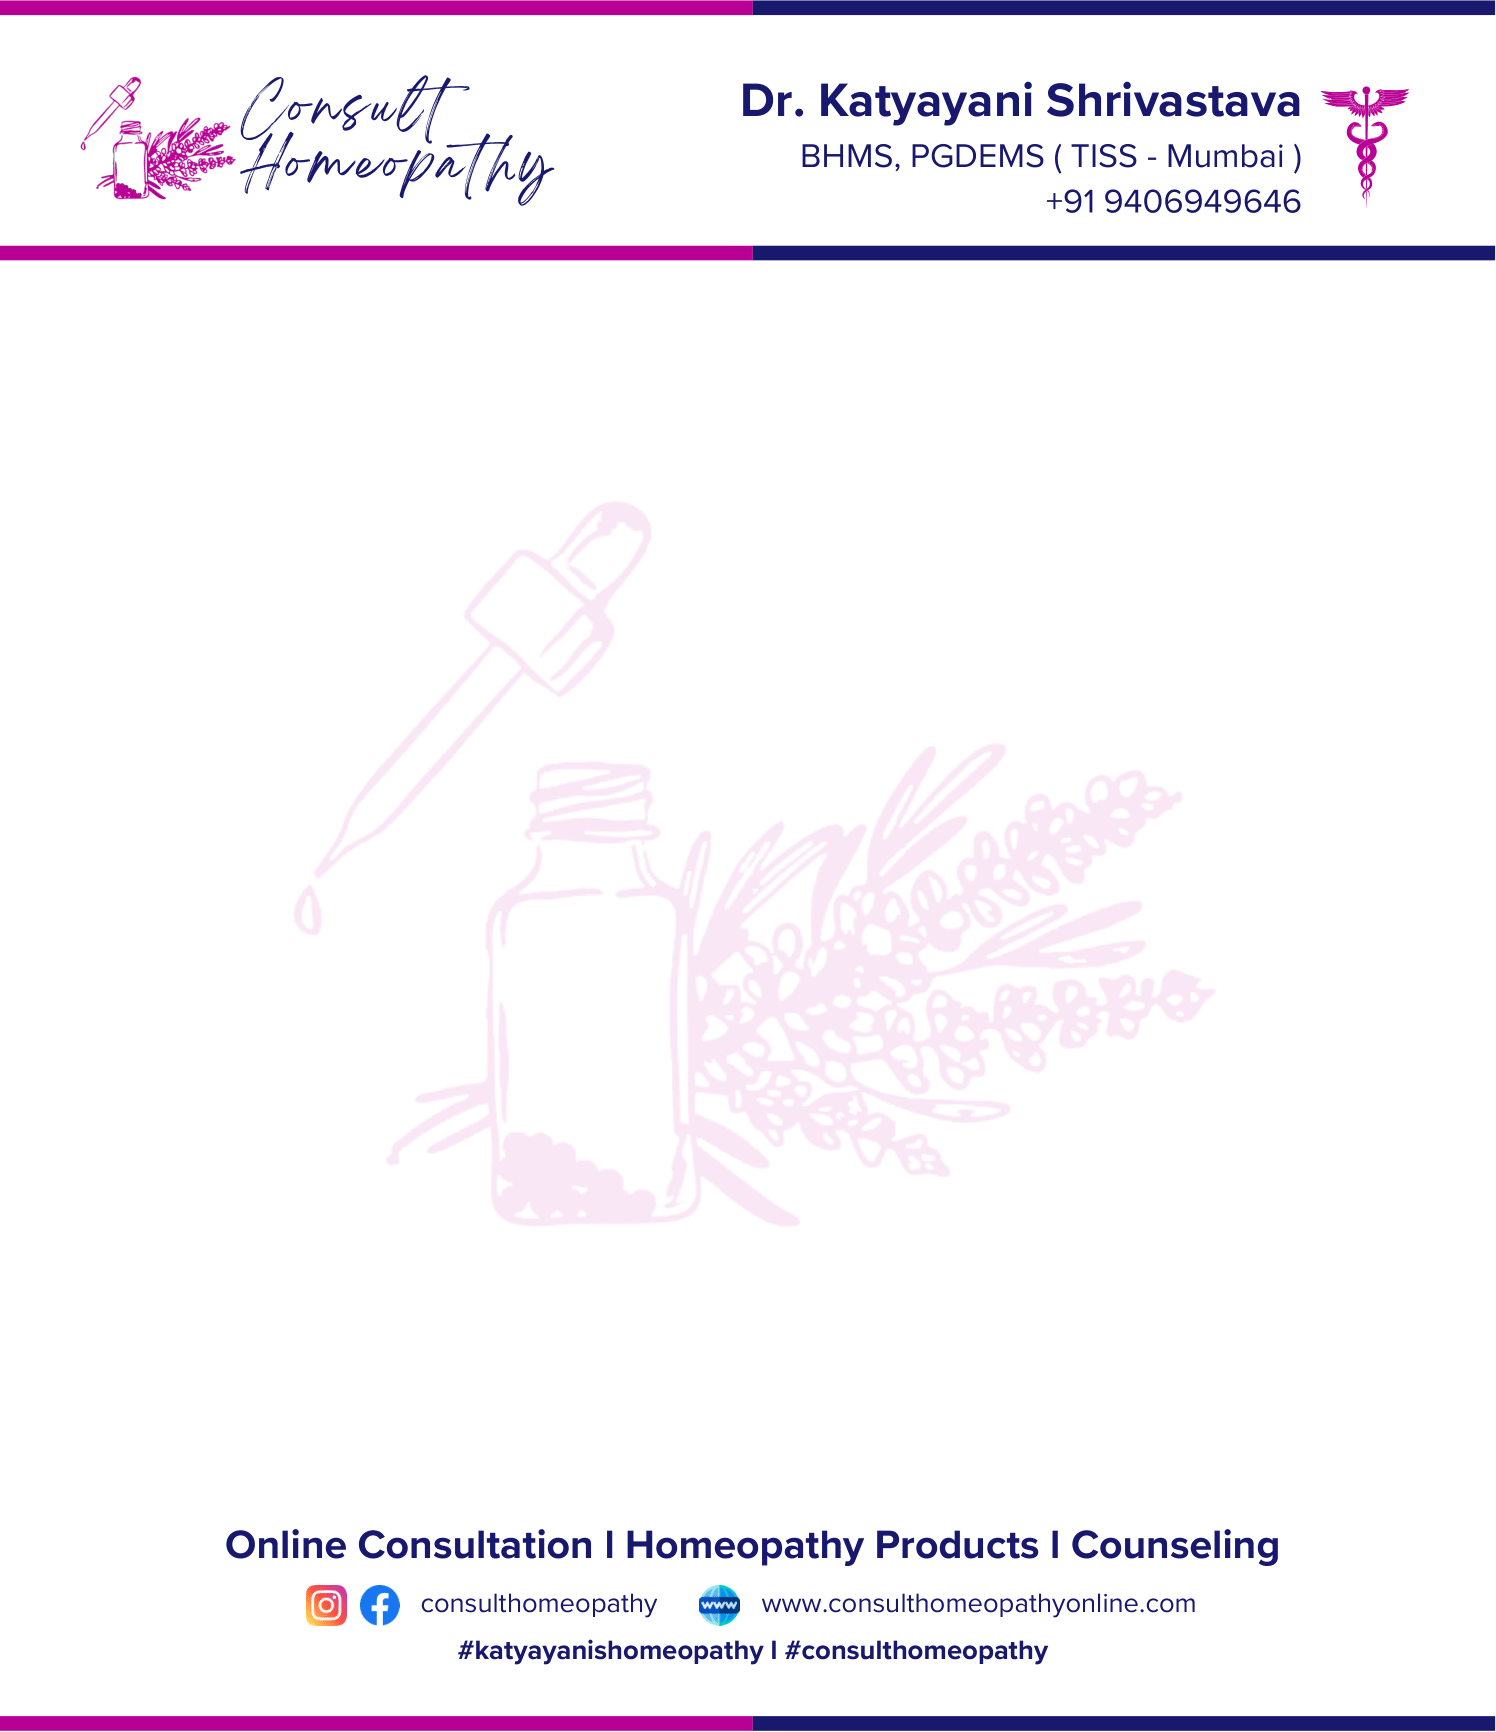 Consult
Homeopathy
Dr. Katyayani Shrivastava
BHMS, PGDEMS ( TISS - Mumbai )
+91 9406949646
Online Consultation I Homeopathy Products I Counseling
consulthomeopathy
www
www.consulthomeopathyonline.com
#katyayanishomeopathy I #consulthomeopathy